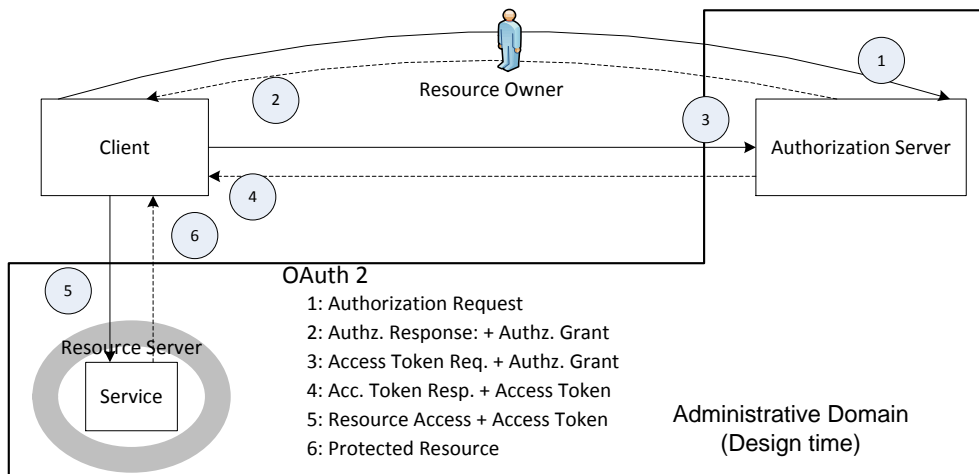 1
Resource Owner
2
3
Client
Authorization Server
4
6
5
OAuth 2
1: Authorization Request
2: Authz. Response: + Authz. Grant
3: Access Token Req. + Authz. Grant
4: Acc. Token Resp. + Access Token
5: Resource Access + Access Token
6: Protected Resource
Resource Server
Service
Administrative Domain
(Design time)